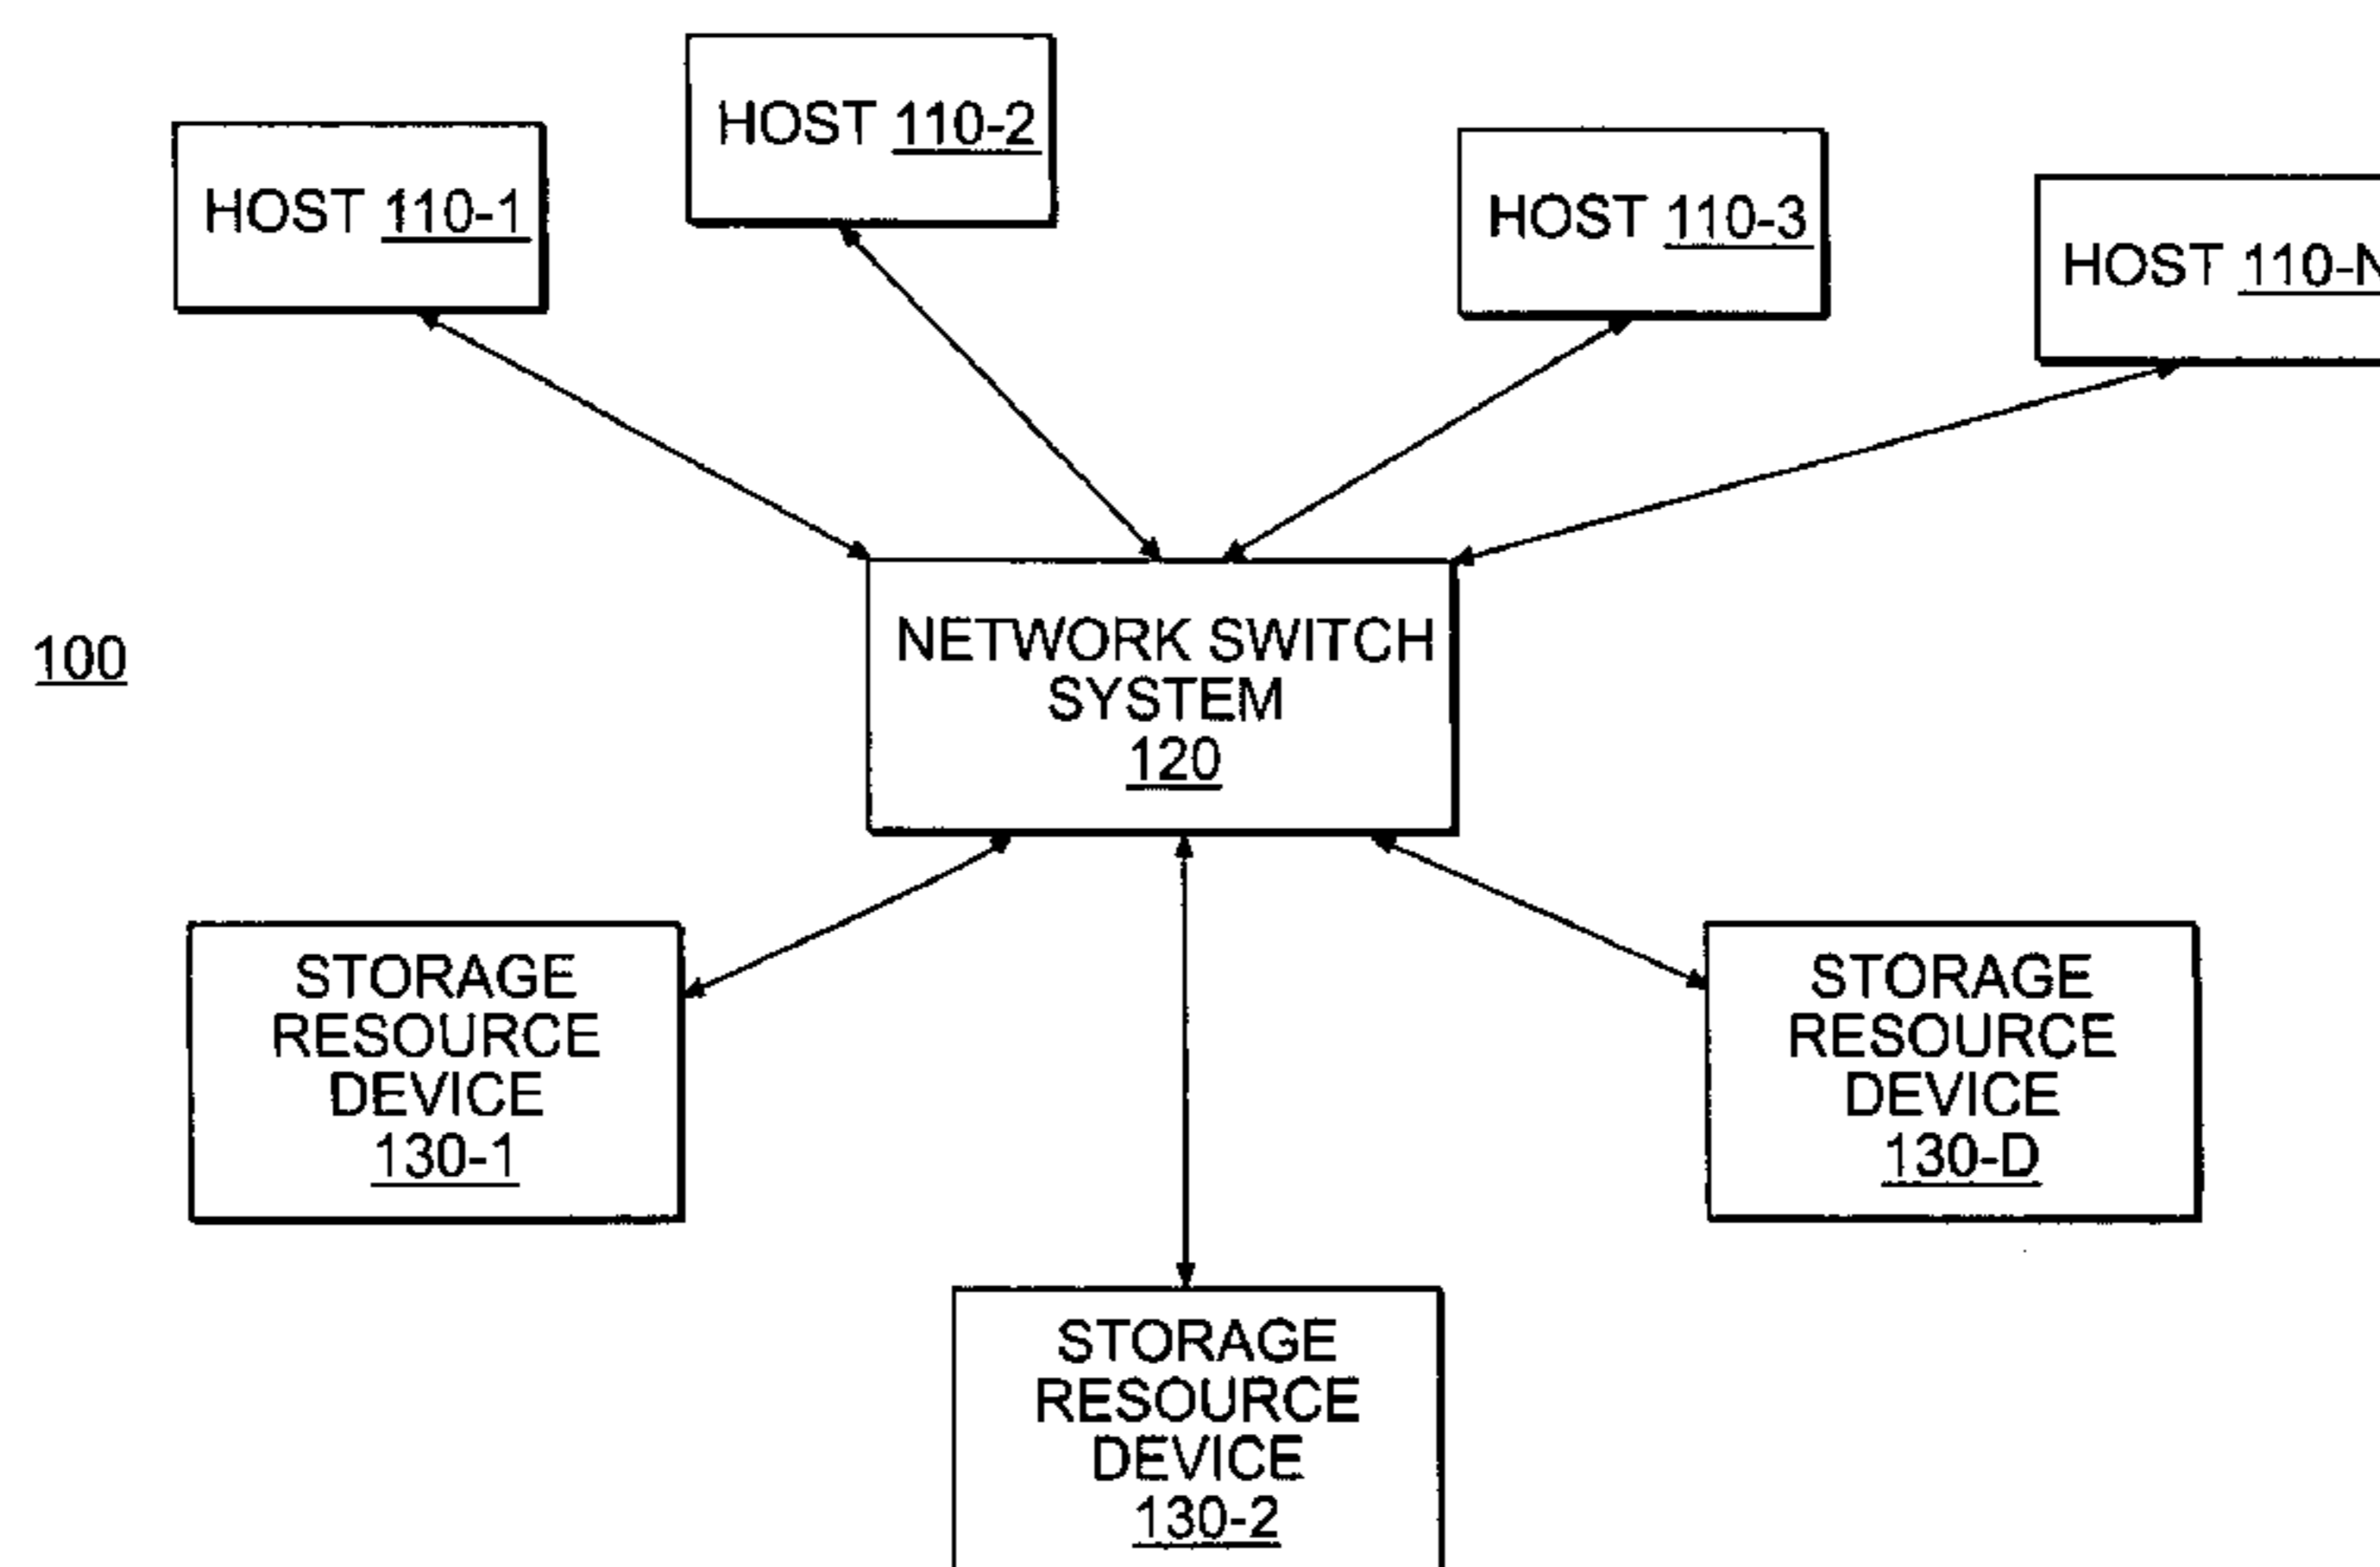 HOST 110-2
HOST 110-1
HOST 110-3
HOST 110-N
NETWORK SWITCH
SYSTEM
120
100
STORAGE
RESOURCE
DEVICE
130-1
STORAGE
RESOURCE
DEVICE
130-D
STORAGE
RESOURCE
DEVICE
130-2